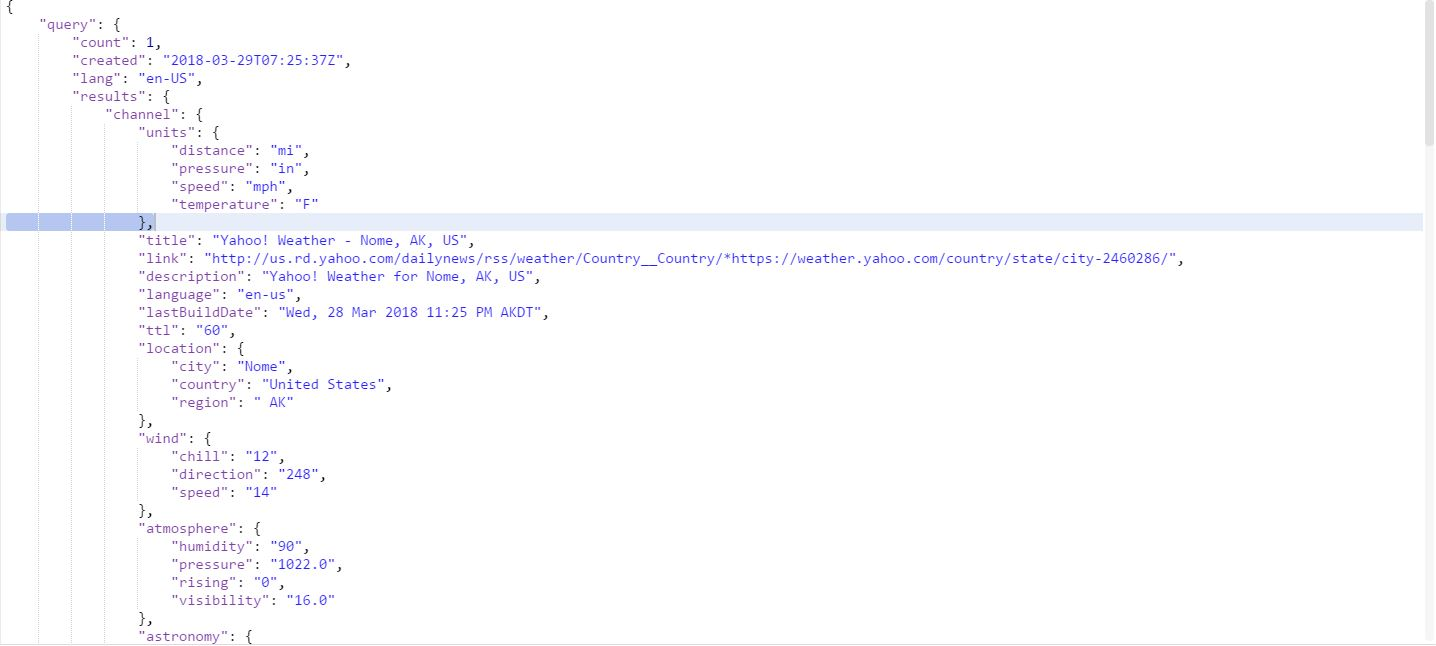 {
"query": {
"count": 1,
"created": "2018-03-29T07:25:37Z",
"lang": "en-US",
"results": {
"channel": {
"units": {
"distance": "mi",
"pressure": "in",
"speed": "mph",
"temperature": "F"
},
"title": "Yahoo! Weather - Nome, AK, US",
"link": "http://us.rd.yahoo.com/dailynews/rss/weather/Country__Country/*https://weather.yahoo.com/country/state/city-2460286/",
"description": "Yahoo! Weather for Nome, AK, US",
"language": "en-us",
"lastBuildDate": "Wed, 28 Mar 2018 11:25 PM AKDT",
"ttl": "60",
"location": {
"city": "Nome",
"country": "United States",
"region": " AK"
},
"wind": {
"chill": "12",
"direction": "248",
"speed": "14"
},
"atmosphere": {
"humidity": "90",
"pressure": "1022.0",
"rising": "0",
"visibility": "16.0"
},
"astronomy": {